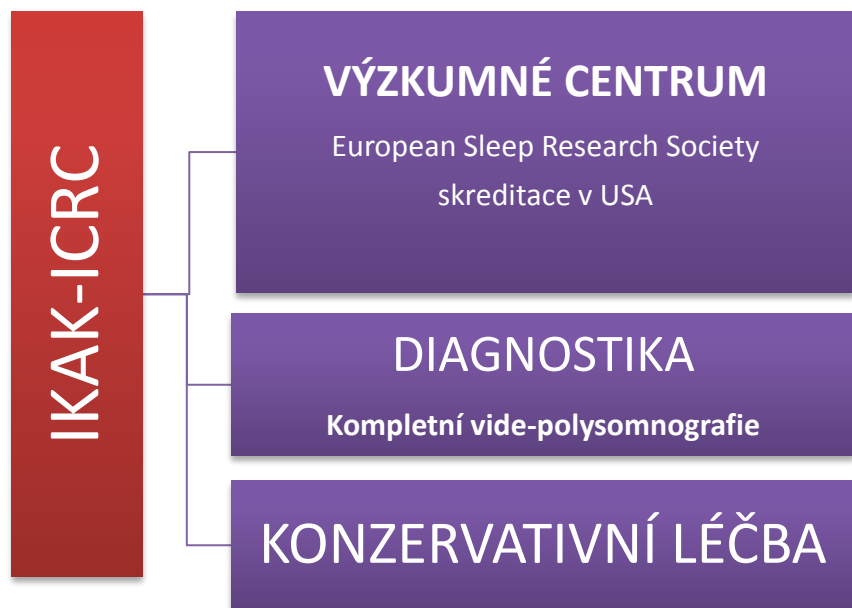 IKAK-ICRC
VÝZKUMNÉ CENTRUM
European Sleep Research Society
skreditace v USA
DIAGNOSTIKA
Kompletní vide-polysomnografie
KONZERVATIVNÍ LÉČBA